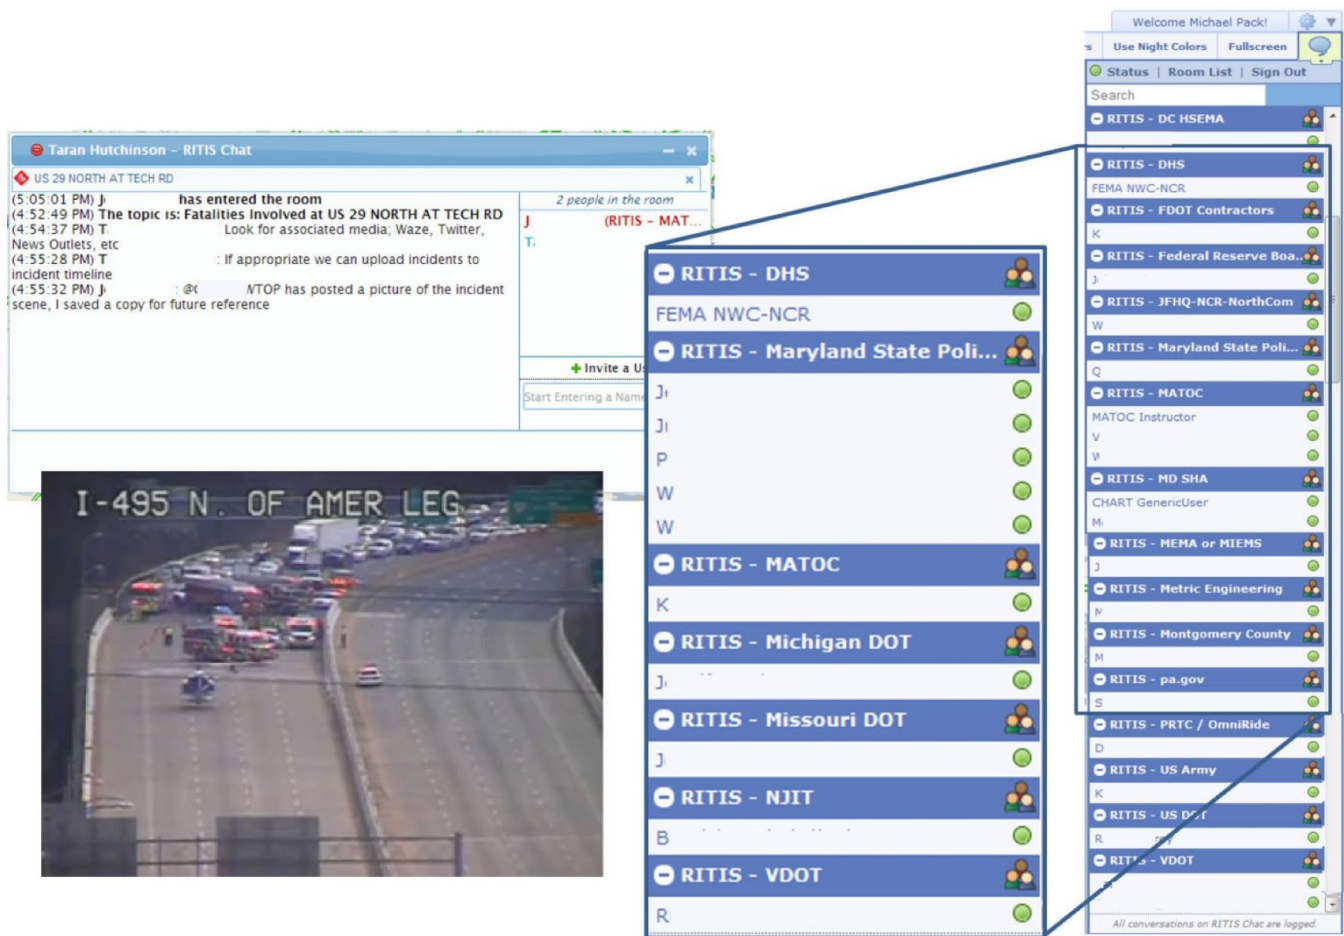 Welcome Michael Pack!
Use Night Colors Fullscreen
Status | Room List | Sign Out
Search
RITIS - DC HSEMA
RITIS - DHS
FEMA NWC-NCR
RITIS - FDOT Contractors
K
RITIS - Federal Reserve Boa...
RITIS - JFHQ-NCR-NorthCom
W
RITIS - Maryland State Poli...
Q
RITIS - MATOC
MATOC Instructor
V
W
RITIS - MD SHA
CHART GenericUser
M
RITIS - MEMA or MIEMS
J
RITIS - Metric Engineering
RITIS - Montgomery County
M
RITIS - pa.gov
S
RITIS - PRTC / OmniRide
D
RITIS - US Army
K
RITIS - US DOT
R
RITIS - VDOT
All conversations on RITIS Chat are logged.
Taran Hutchinson - RITIS Chat
US 29 NORTH AT TECH RD
(5:05:01 PM) J has entered the room
(4:52:49 PM) The topic is: Fatalities Involved at US 29 NORTH AT TECH RD
(4:54:37 PM) T Look for associated media; Waze, Twitter,
News Outlets, etc
(4:55:28 PM) T : If appropriate we can upload incidents to
incident timeline
(4:55:32 PM) J : @ WTOP has posted a picture of the incident
scene, I saved a copy for future reference
2 people in the room
J (RITIS - MAT...
T
Invite a Us
Start Entering a Name
RITIS - DHS
FEMA NWC-NCR
RITIS - Maryland State Poli...
J
J
P
W
W
RITIS - MATOC
K
RITIS - Michigan DOT
J
RITIS - Missouri DOT
J
RITIS - NJIT
B
RITIS - VDOT
R
I-495 N. OF AMER LEG